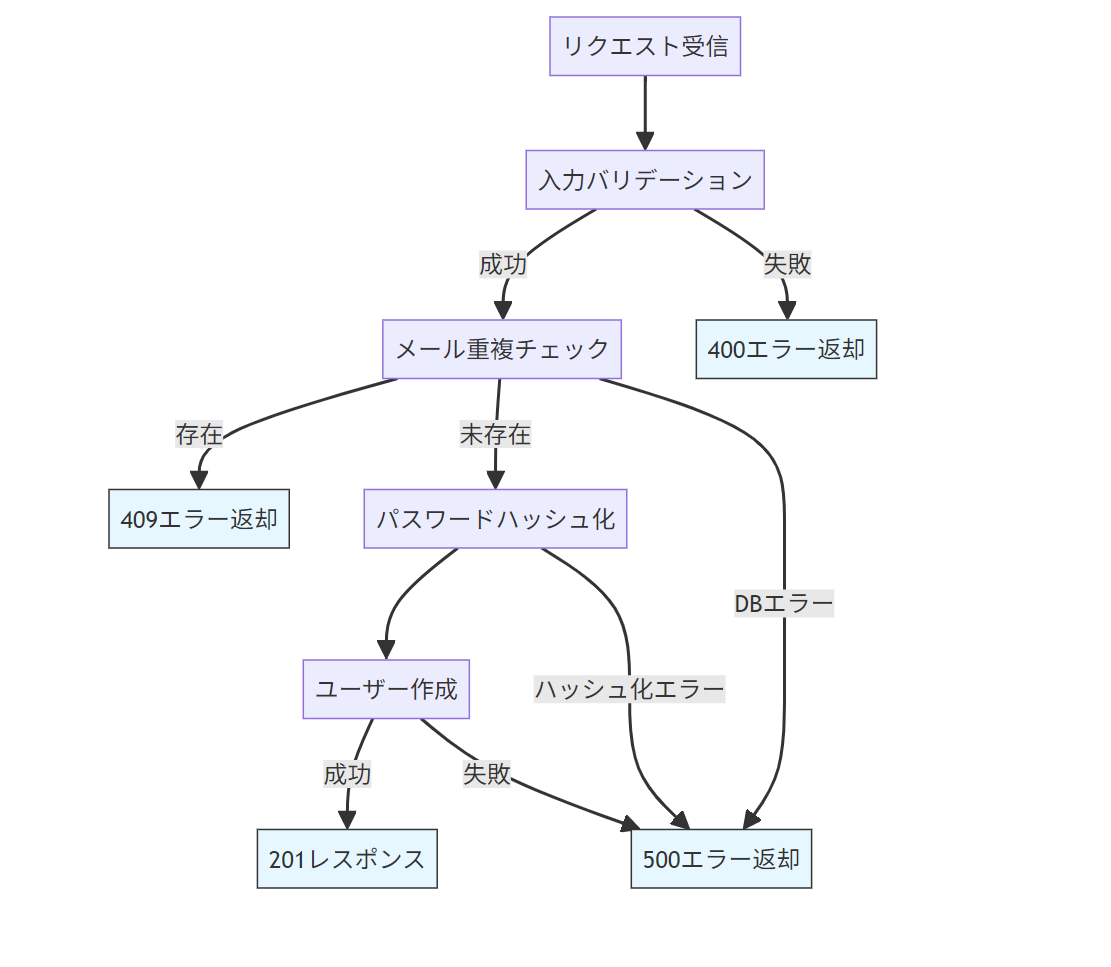 リクエスト受信
入力バリデーション
成功
失敗
メール重複チェック
400エラー返却
存在
未存在
409エラー返却
パスワードハッシュ化
DBエラー
ユーザー作成
ハッシュ化エラー
成功
失敗
201レスポンス
500エラー返却